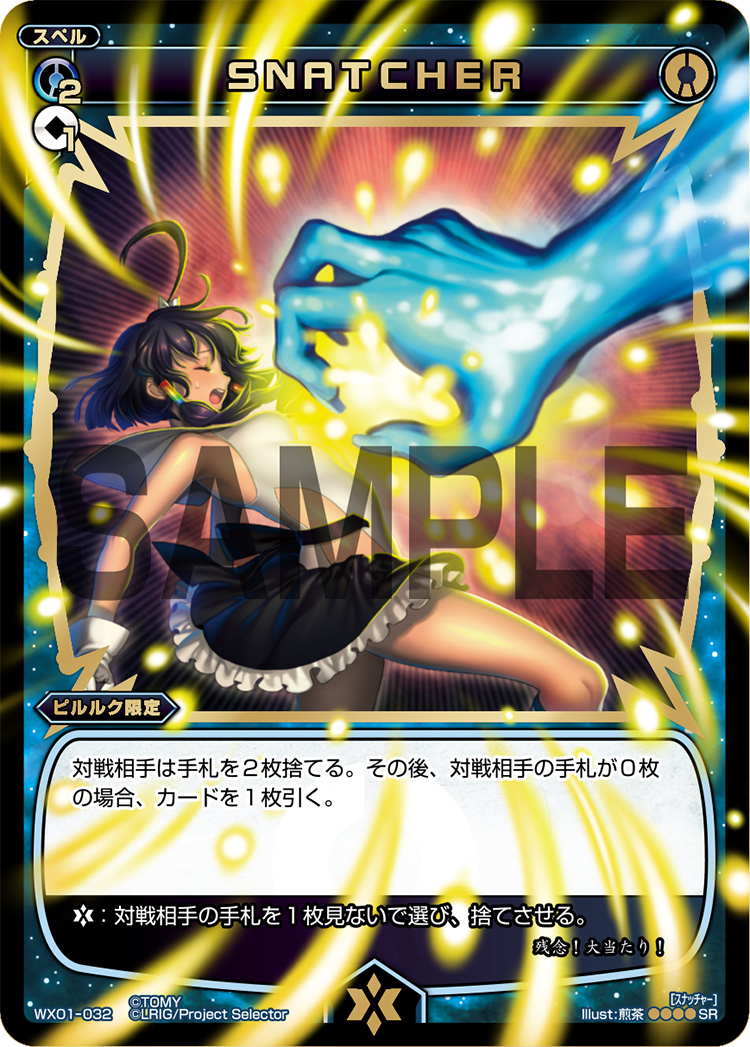 スペル
SNATCHER
2
1
SAMPLE
ピルルク限定
対戦相手は手札を２枚捨てる。その後、対戦相手の手札が０枚
の場合、カードを１枚引く。
：対戦相手の手札を１枚見ないで選び、捨てさせる。
残念！大当たり！
[スナッチャー]
WX01-032 ©TOMY
©LRIG/Project Selector
Illust:煎茶 SR